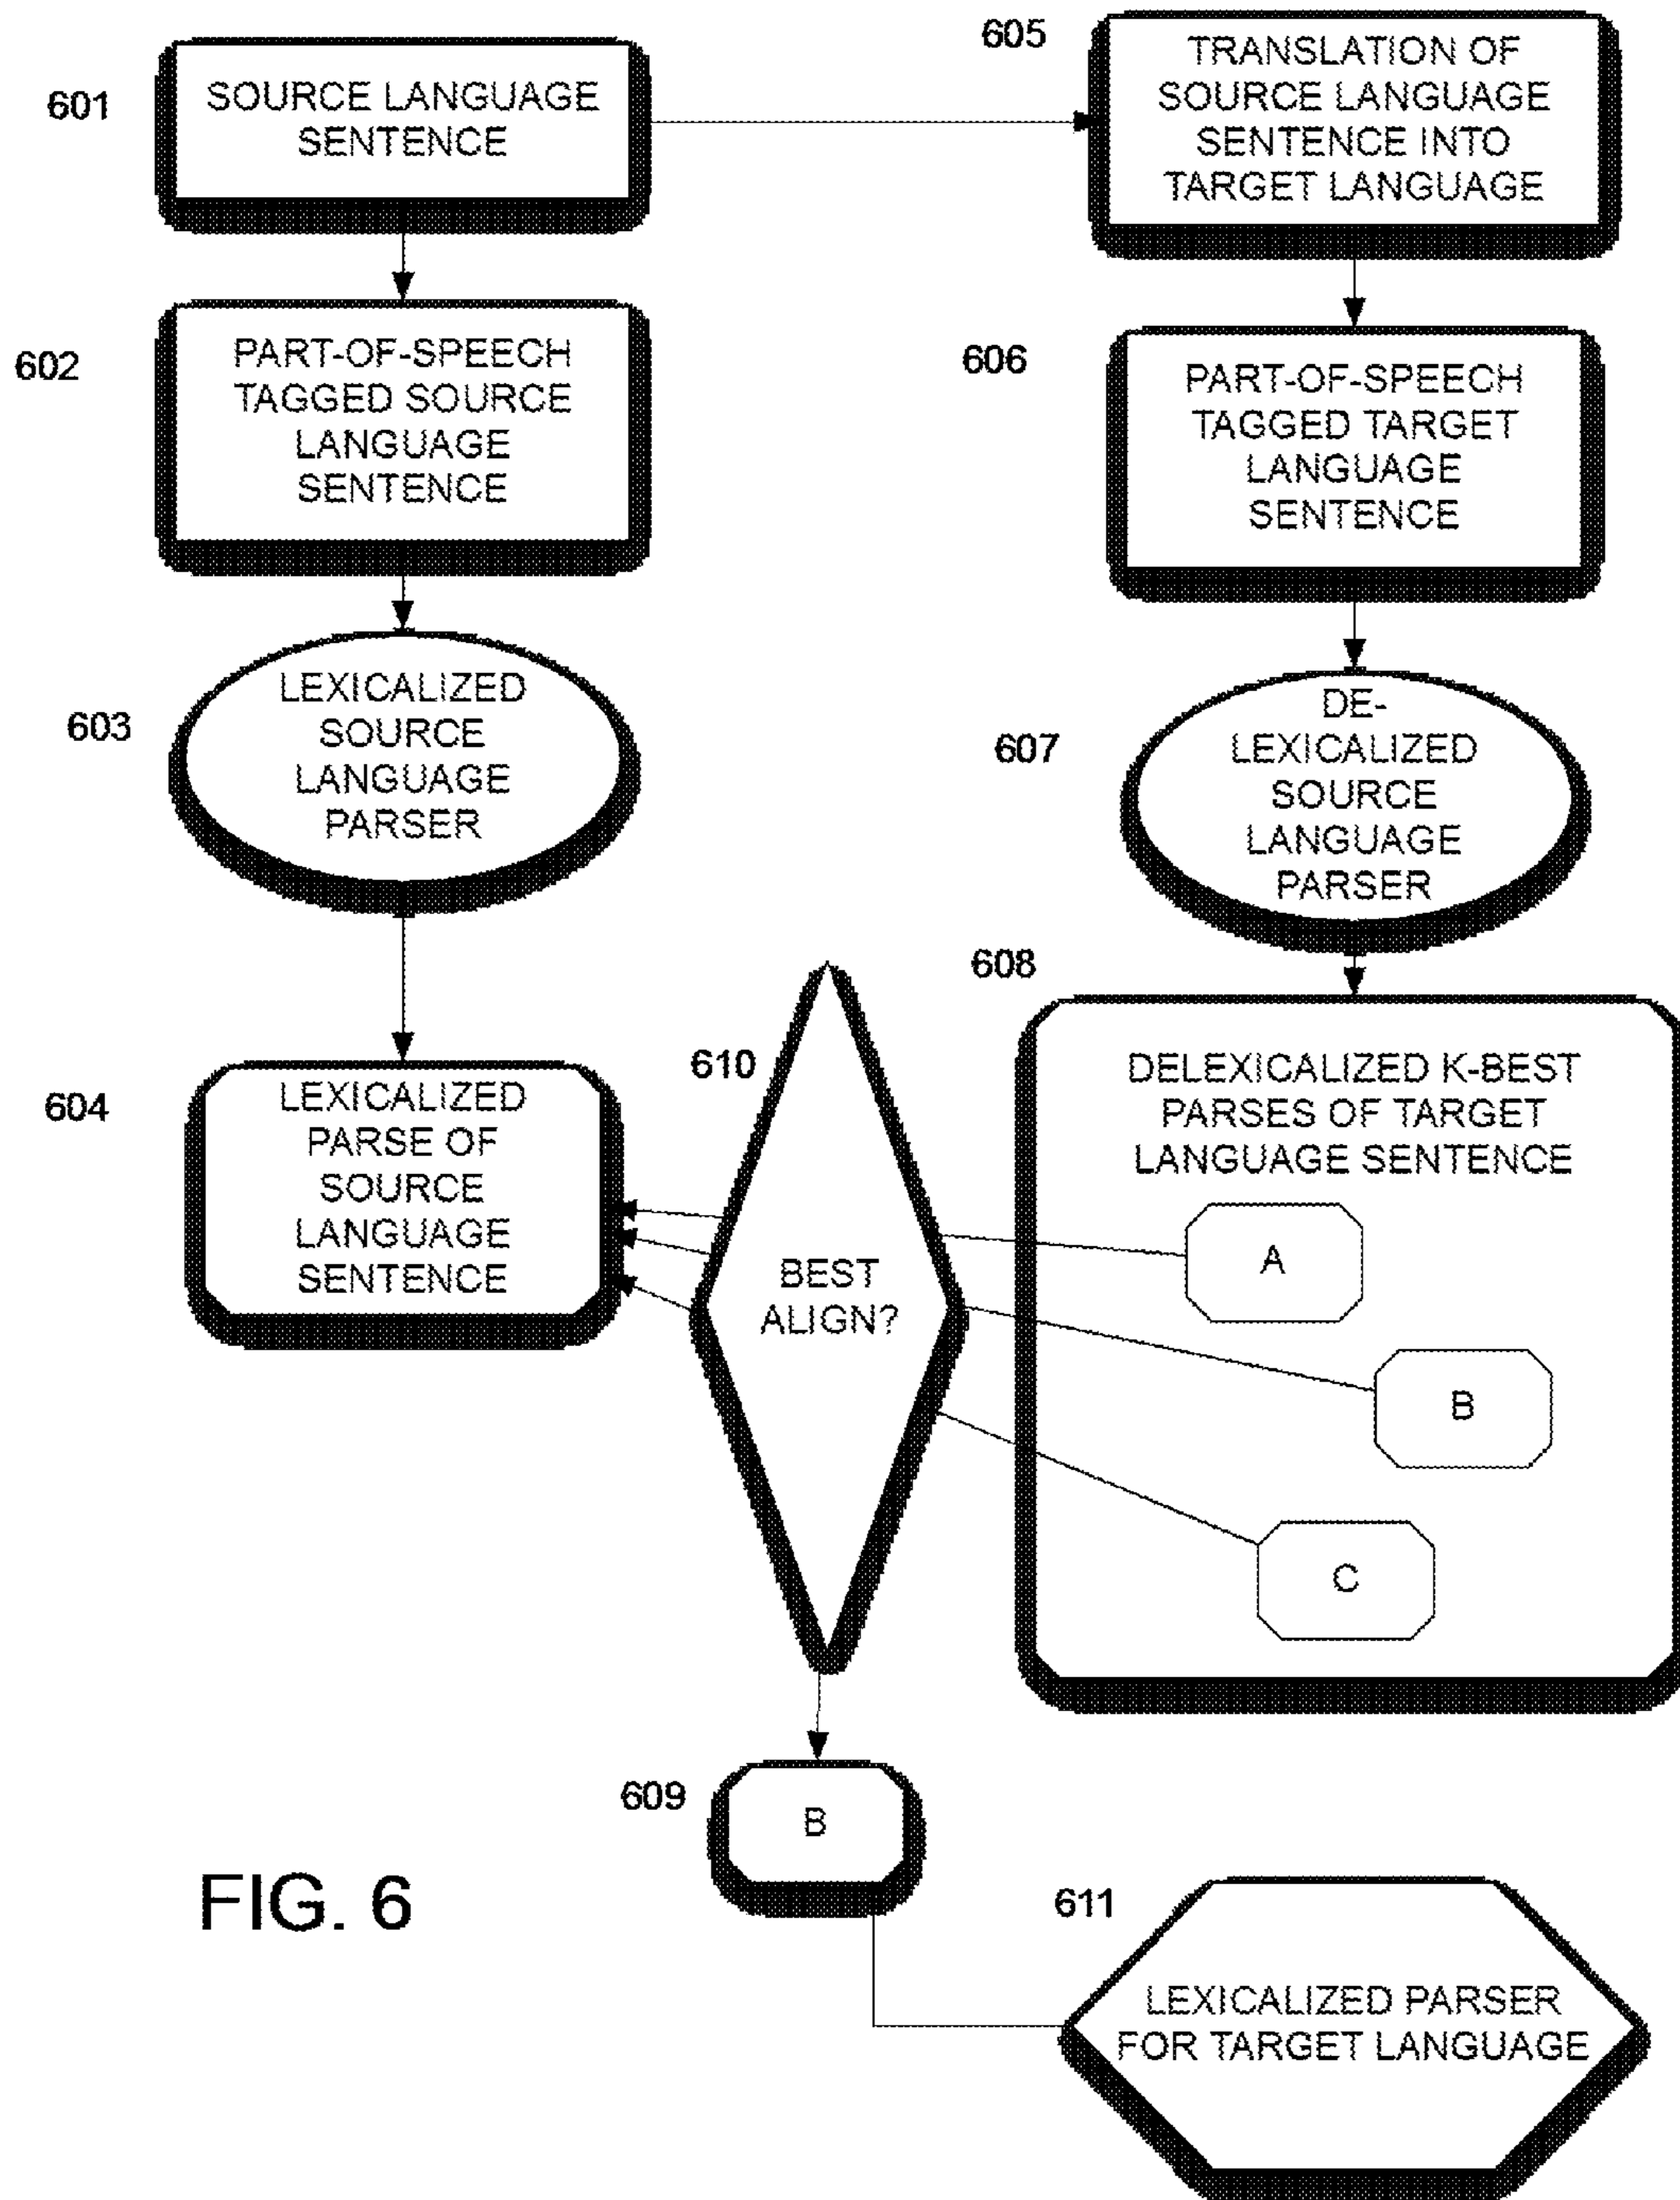 601
SOURCE LANGUAGE
SENTENCE
605
TRANSLATION OF
SOURCE LANGUAGE
SENTENCE INTO
TARGET LANGUAGE
602
PART-OF-SPEECH
TAGGED SOURCE
LANGUAGE
SENTENCE
606
PART-OF-SPEECH
TAGGED TARGET
LANGUAGE
SENTENCE
603
LEXICALIZED
SOURCE
LANGUAGE
PARSER
607
DE-
LEXICALIZED
SOURCE
LANGUAGE
PARSER
604
LEXICALIZED
PARSE OF
SOURCE
LANGUAGE
SENTENCE
610
BEST
ALIGN?
608
DELEXICALIZED K-BEST
PARSES OF TARGET
LANGUAGE SENTENCE
A
B
C
609
B
611
LEXICALIZED PARSER
FOR TARGET LANGUAGE
FIG. 6